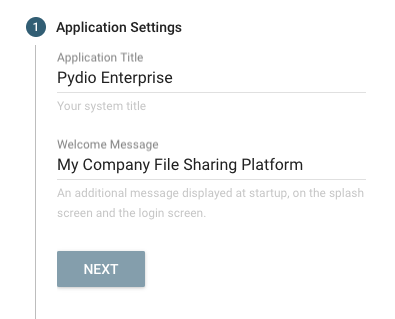 1 Application Settings
Application Title
Pydio Enterprise
Your system title
Welcome Message
My Company File Sharing Platform
An additional message displayed at startup, on the splash
screen and the login screen.
NEXT